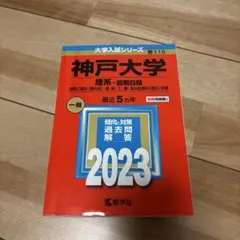 大学入試シリーズ
神戸大学
理系-前期日程
一般
最近5カ年
傾向と対策
過去問
解答
2023
教学社